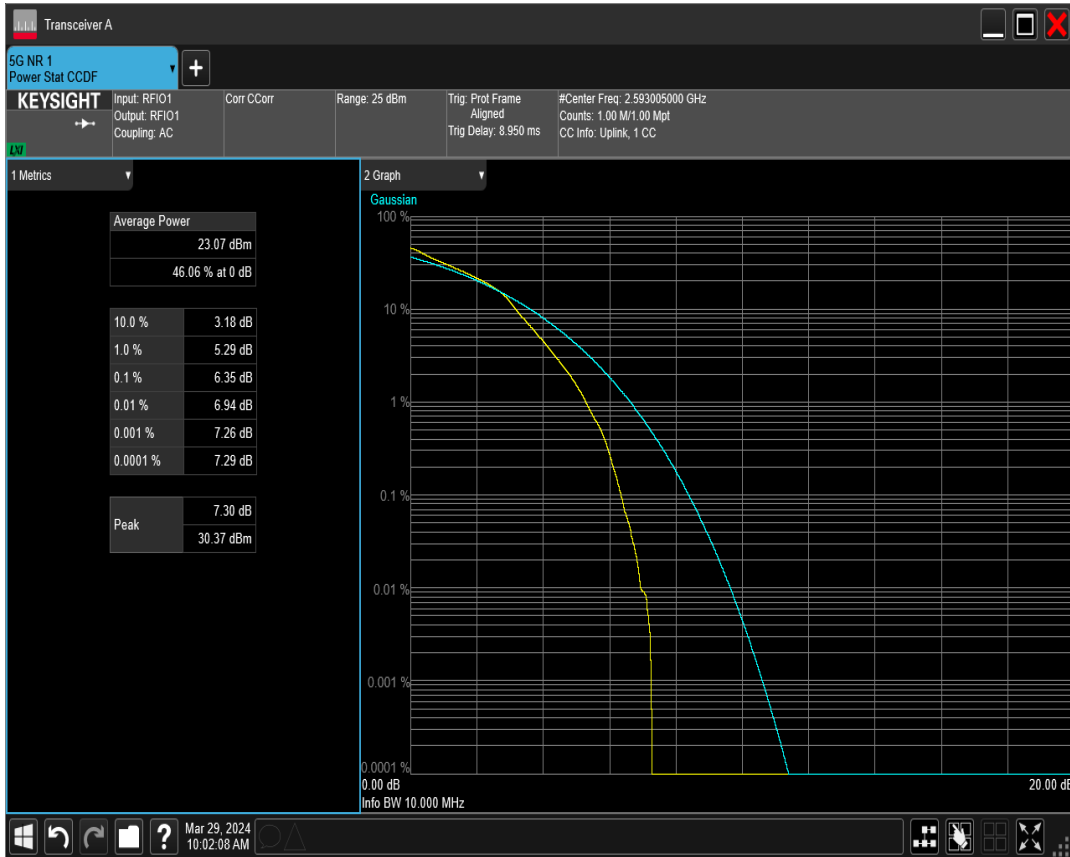 Transceiver A
5G NR 1
Power Stat CCDF
+
KEYSIGHT
LXI
Input: RFIO1
Output: RFIO1
Coupling: AC
Corr CCorr
Range: 25 dBm
Trig: Prot Frame
Aligned
Trig Delay: 8.950 ms
#Center Freq: 2.593005000 GHz
Counts: 1.00 M/1.00 Mpt
CC Info: Uplink, 1 CC
1 Metrics
Average Power
23.07 dBm
46.06 % at 0 dB
10.0 % 3.18 dB
1.0 % 5.29 dB
0.1 % 6.35 dB
0.01 % 6.94 dB
0.001 % 7.26 dB
0.0001 % 7.29 dB
Peak 7.30 dB
30.37 dBm
2 Graph
Gaussian
100 %
10 %
1 %
0.1 %
0.01 %
0.001 %
0.0001 %
0.00 dB 20.00 dB
Info BW 10.000 MHz
?
Mar 29, 2024
10:02:08 AM